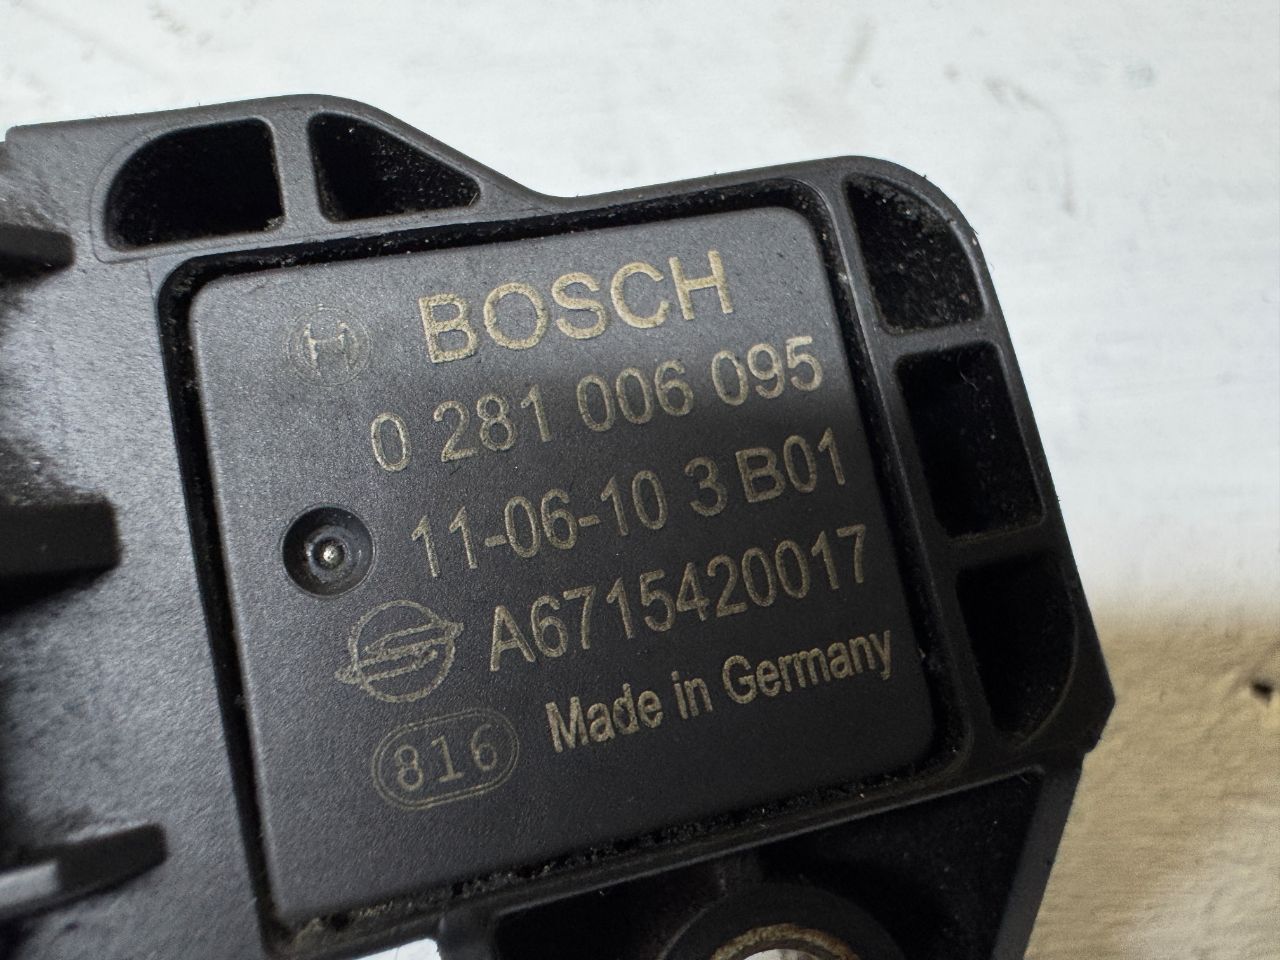 BOSCH
0 281 006 095
11-06-10 3 B01
A6715420017
Made in Germany
816